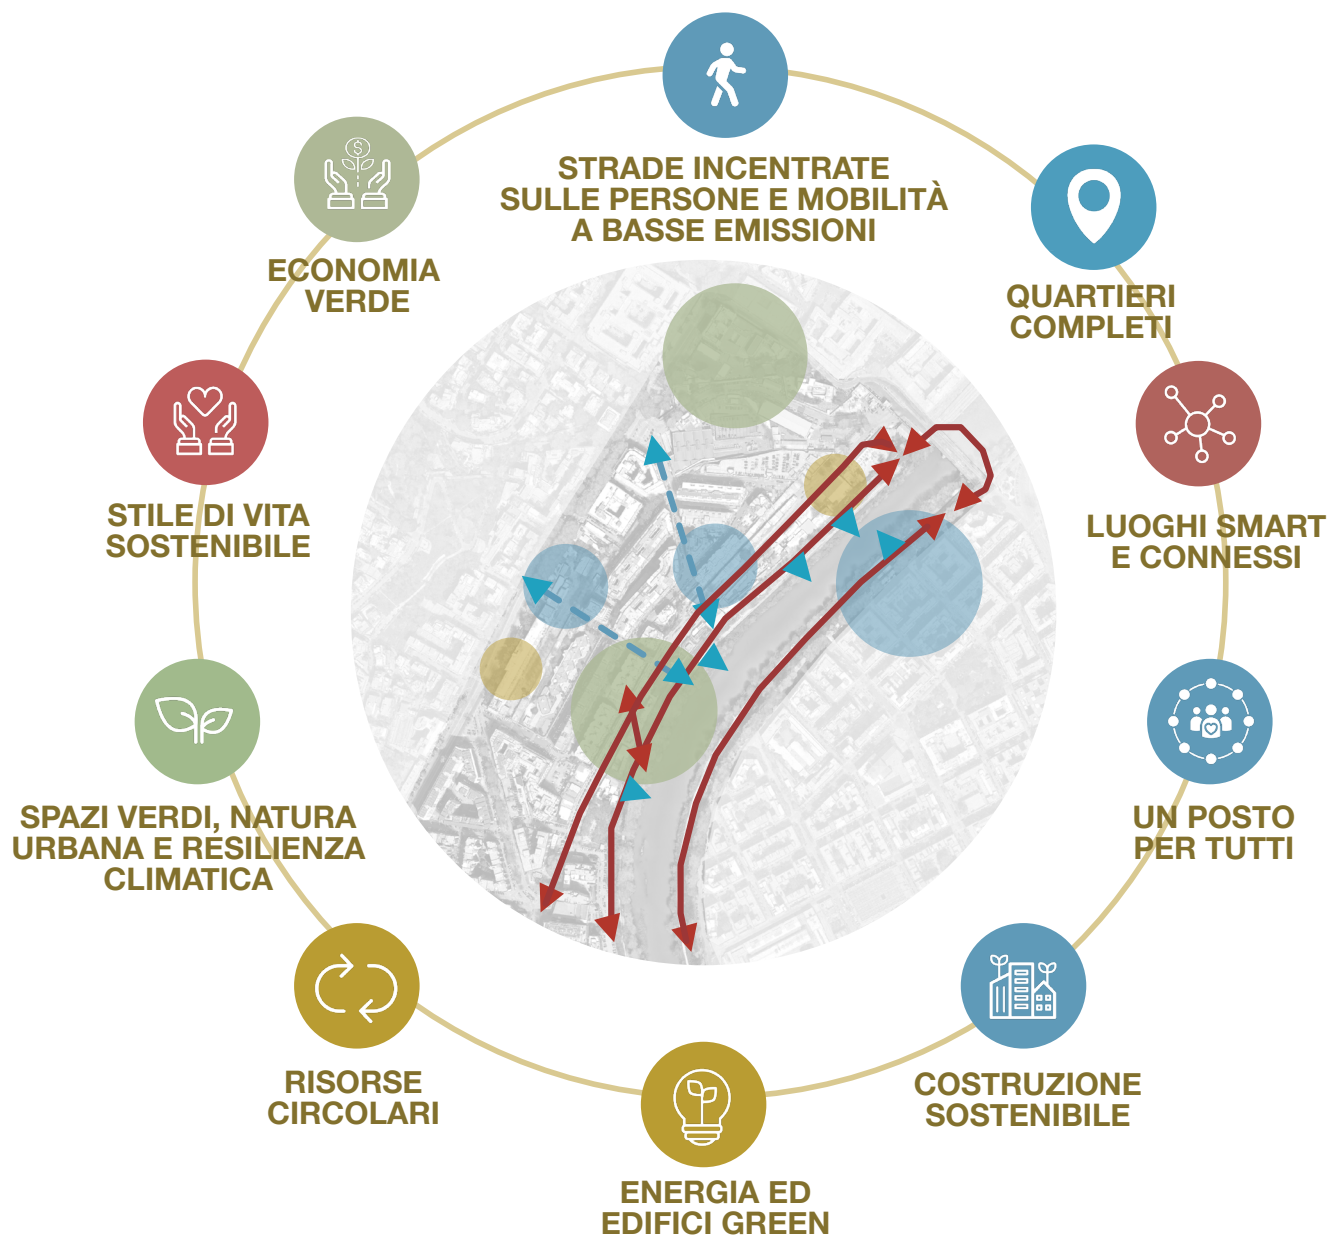 STRADE INCENTRATE
SULLE PERSONE E MOBILITÀ
A BASSE EMISSIONI
QUARTIERI
COMPLETI
LUOGHI SMART
E CONNESSI
UN POSTO
PER TUTTI
COSTRUZIONE
SOSTENIBILE
ENERGIA ED
EDIFICI GREEN
RISORSE
CIRCOLARI
SPAZI VERDI, NATURA
URBANA E RESILIENZA
CLIMATICA
STILE DI VITA
SOSTENIBILE
ECONOMIA
VERDE
$